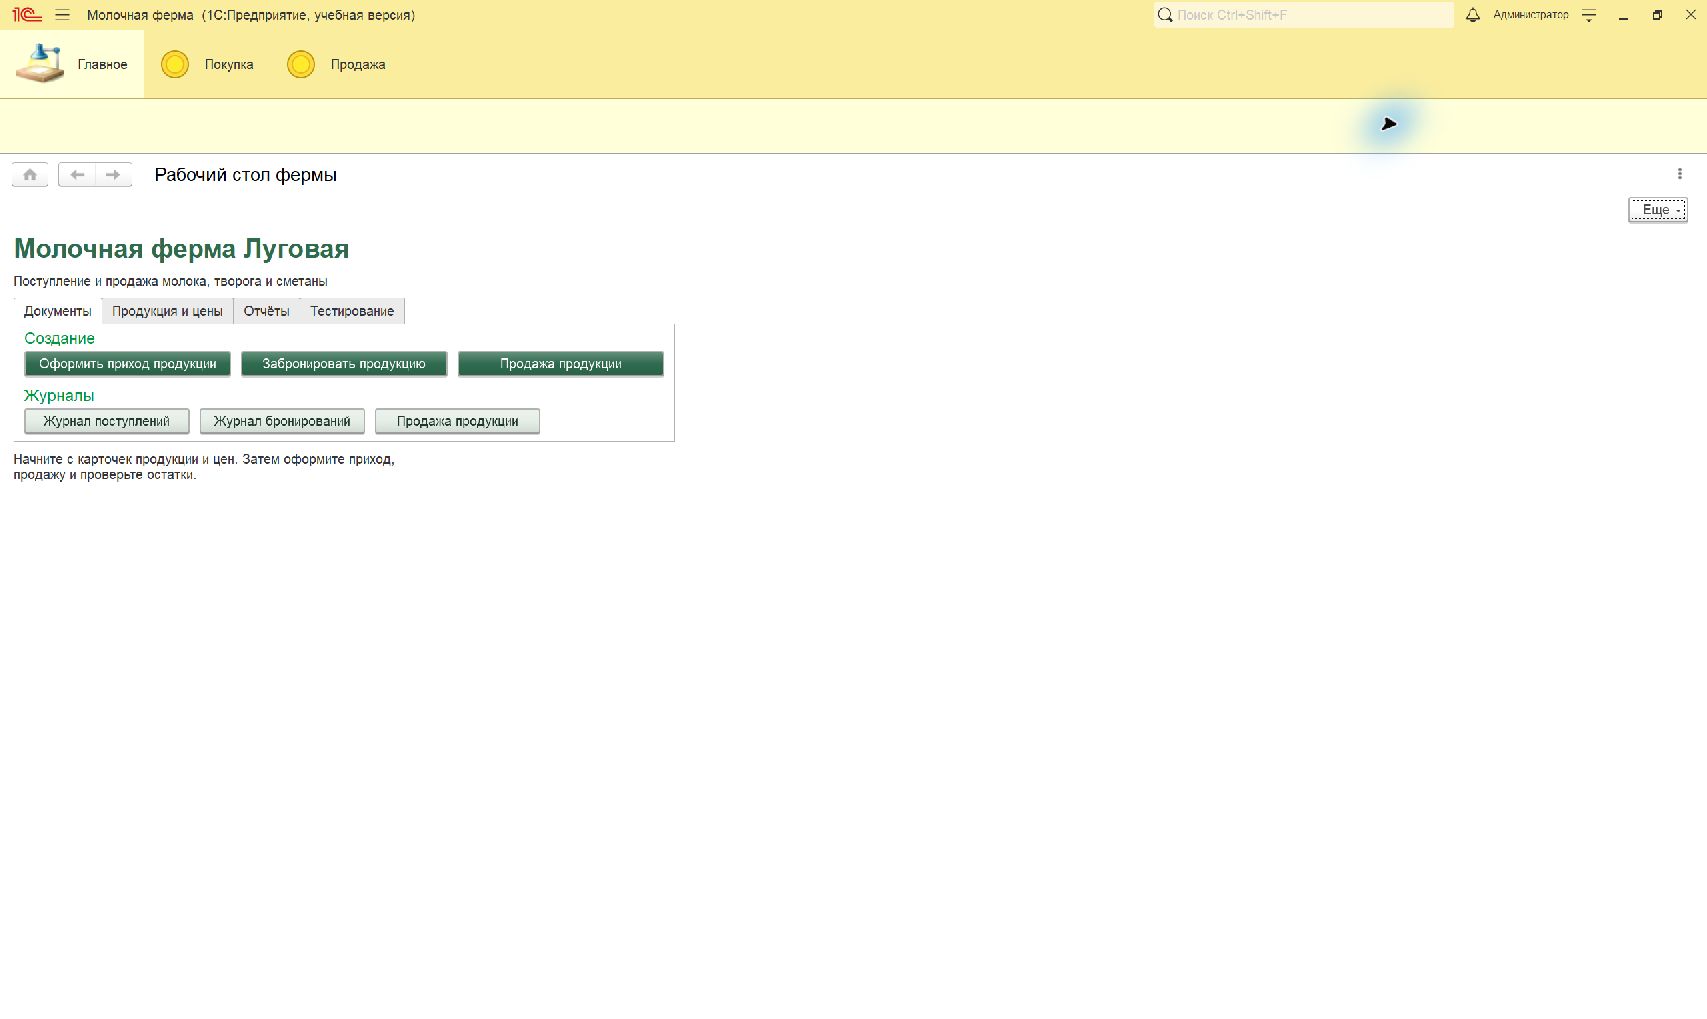 1С Молочная ферма (1С:Предприятие, учебная версия) Поиск Ctrl+Shift+F Администратор
Главное Покупка Продажа
Рабочий стол фермы
Еще
Молочная ферма Луговая
Поступление и продажа молока, творога и сметаны
Документы Продукция и цены Отчёты Тестирование
Создание
Оформить приход продукции Забронировать продукцию Продажа продукции
Журналы
Журнал поступлений Журнал бронирований Продажа продукции
Начните с карточек продукции и цен. Затем оформите приход,
продажу и проверьте остатки.